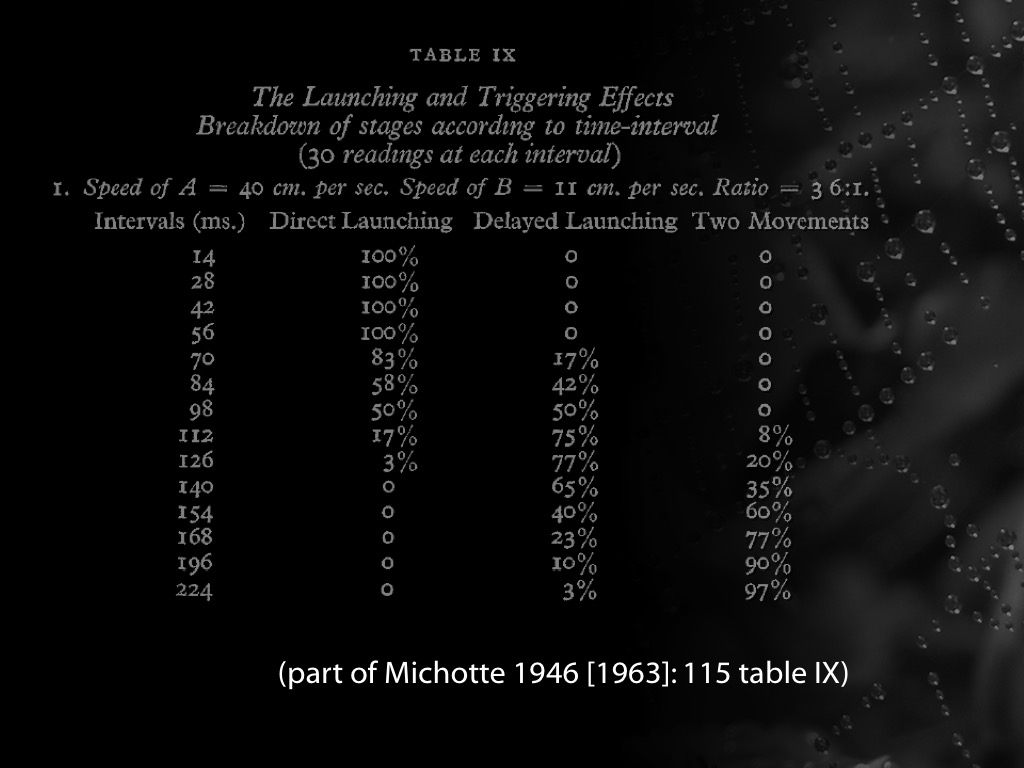 TABLE IX
The Launching and Triggering Effects
Breakdown of stages according to time-interval
(30 readings at each interval)
1. Speed of A = 40 cm. per sec. Speed of B = 11 cm. per sec. Ratio = 3 6:1.
Intervals (ms.) Direct Launching Delayed Launching Two Movements
14 100% 0 0
28 100% 0 0
42 100% 0 0
56 100% 0 0
70 83% 17% 0
84 58% 42% 0
98 50% 50% 0
112 17% 75% 8%
126 3% 77% 20%
140 0 65% 35%
154 0 40% 60%
168 0 23% 77%
196 0 10% 90%
224 0 3% 97%
(part of Michotte 1946 [1963]: 115 table IX)